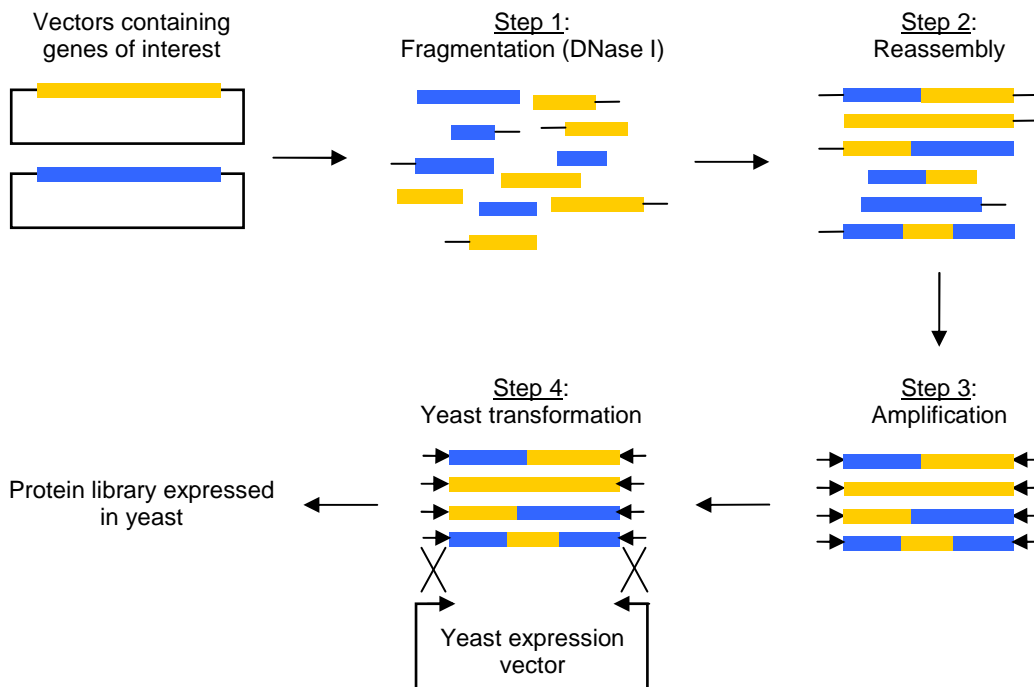 Vectors containing
genes of interest
Step 1:
Fragmentation (DNase I)
Step 2:
Reassembly
Step 3:
Amplification
Step 4:
Yeast transformation
Yeast expression
vector
Protein library expressed
in yeast